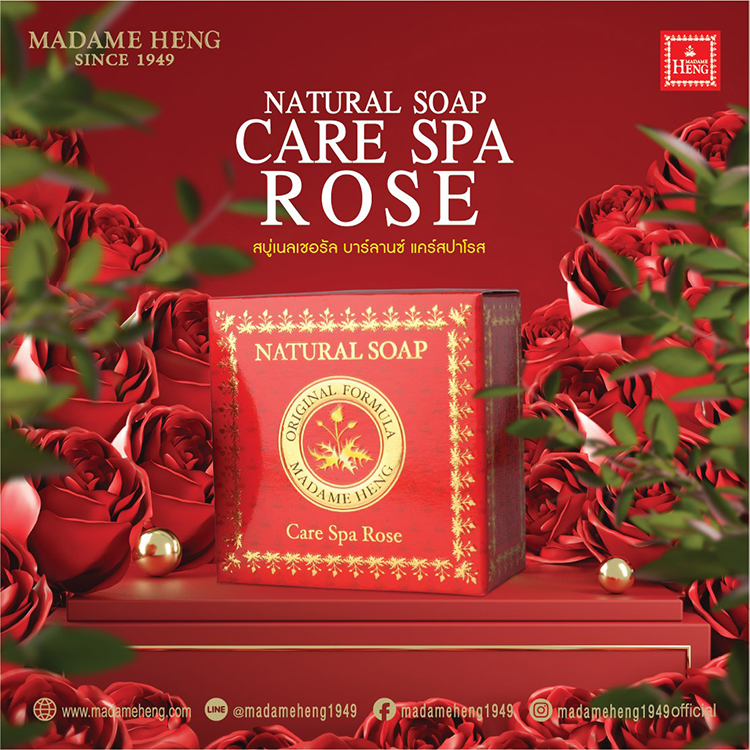 MADAME HENG
SINCE 1949
MADAME
HENG
NATURAL SOAP
CARE SPA
ROSE
สบู่เนลเชอรัล บาร์ลานซ์ แคร์สปาโรส
NATURAL SOAP
ORIGINAL FORMULA
MADAME HENG
Care Spa Rose
www.madameheng.com
LINE @madameheng1949
madameheng1949
madameheng1949official